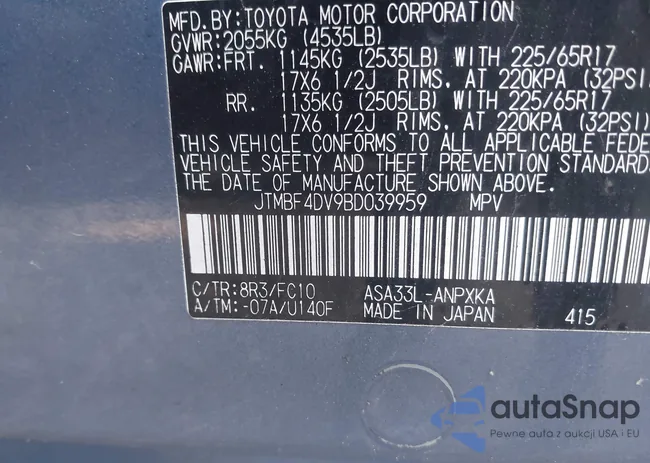 MFD.BY:TOYOTA MOTOR CORPORATION
GVWR:2055KG (4535LB)
GAWR:FRT. 1145KG (2535LB) WITH 225/65R17
17X6 1/2J RIMS. AT 220KPA (32PSI)
RR. 1135KG (2505LB) WITH 225/65R17
17X6 1/2J RIMS. AT 220KPA (32PSI)
THIS VEHICLE CONFORMS TO ALL APPLICABLE FEDE
VEHICLE SAFETY AND THEFT PREVENTION STANDARD
THE DATE OF MANUFACTURE SHOWN ABOVE.
JTMBF4DV9BD039959 MPV
C/TR:8R3/FC10 ASA33L-ANPXKA
A/TM:-07A/U140F MADE IN JAPAN 415
autaSnap
Pewne auta z aukcji USA i EU